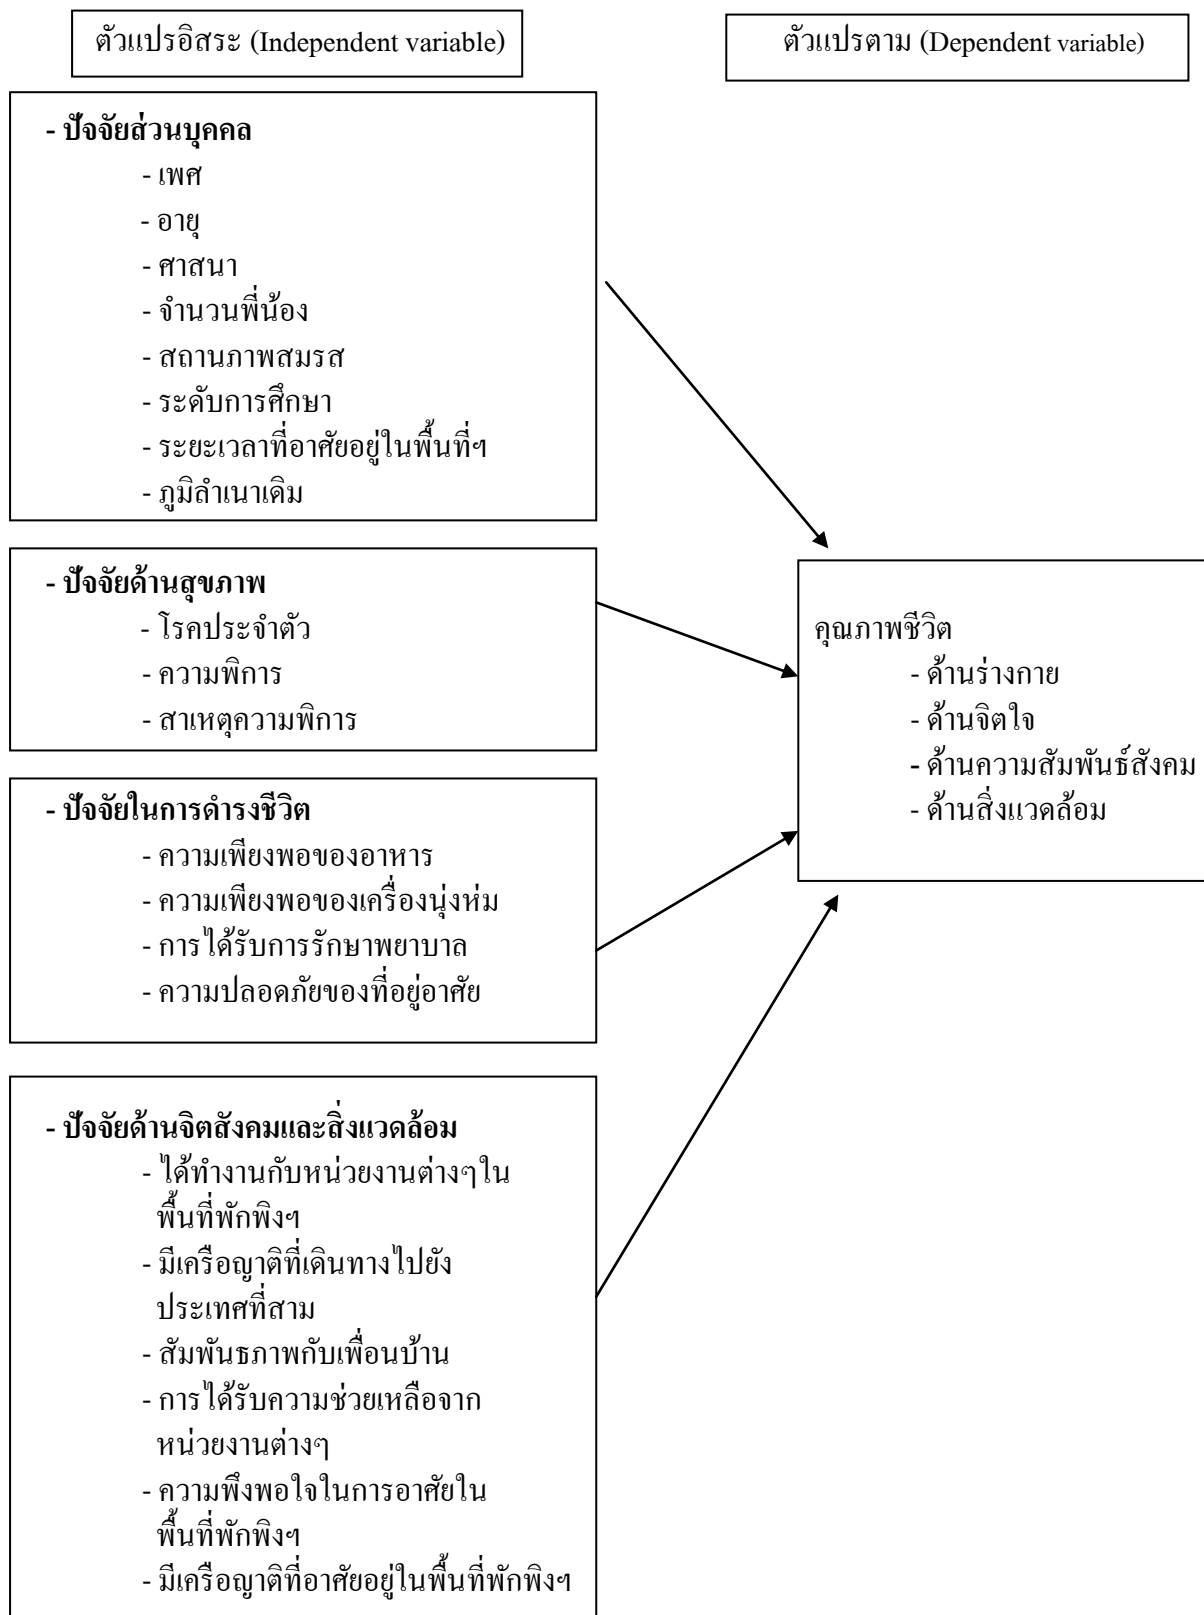 ตัวแปรอิสระ (Independent variable)
ตัวแปรตาม (Dependent variable)
- ปัจจัยส่วนบุคคล
- เพศ
- อายุ
- ศาสนา
- จำนวนพี่น้อง
- สถานภาพสมรส
- ระดับการศึกษา
- ระยะเวลาที่อาศัยอยู่ในพื้นที่ฯ
- ภูมิลำเนาเดิม
- ปัจจัยด้านสุขภาพ
- โรคประจำตัว
- ความพิการ
- สาเหตุความพิการ
- ปัจจัยในการดำรงชีวิต
- ความเพียงพอของอาหาร
- ความเพียงพอของเครื่องนุ่งห่ม
- การได้รับการรักษาพยาบาล
- ความปลอดภัยของที่อยู่อาศัย
- ปัจจัยด้านจิตสังคมและสิ่งแวดล้อม
- ได้ทำงานกับหน่วยงานต่างๆใน
พื้นที่พักพิงฯ
- มีเครือญาติที่เดินทางไปยัง
ประเทศที่สาม
- สัมพันธภาพกับเพื่อนบ้าน
- การได้รับความช่วยเหลือจาก
หน่วยงานต่างๆ
- ความพึงพอใจในการอาศัยใน
พื้นที่พักพิงฯ
- มีเครือญาติที่อาศัยอยู่ในพื้นที่พักพิงฯ
คุณภาพชีวิต
- ด้านร่างกาย
- ด้านจิตใจ
- ด้านความสัมพันธ์สังคม
- ด้านสิ่งแวดล้อม